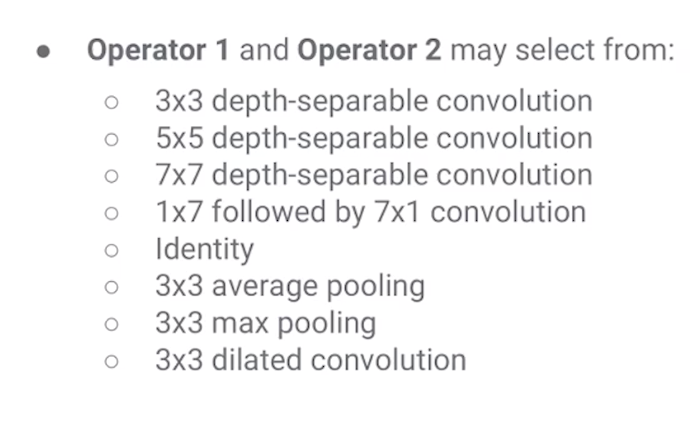 ● Operator 1 and Operator 2 may select from:
○ 3x3 depth-separable convolution
○ 5x5 depth-separable convolution
○ 7x7 depth-separable convolution
○ 1x7 followed by 7x1 convolution
○ Identity
○ 3x3 average pooling
○ 3x3 max pooling
○ 3x3 dilated convolution